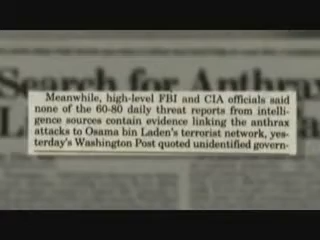 Search for Anthrax
Meanwhile, high-level FBI and CIA officials said
none of the 60-80 daily threat reports from intelli-
gence sources contain evidence linking the anthrax
attacks to Osama bin Laden's terrorist network, yes-
terday's Washington Post quoted unidentified govern-